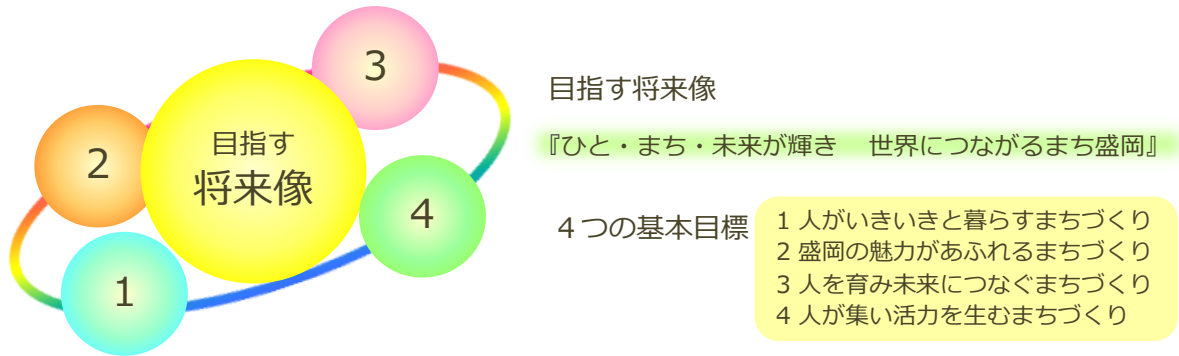 3
2
目指す
将来像
4
1
目指す将来像
『ひと・まち・未来が輝き　世界につながるまち盛岡』
４つの基本目標
1 人がいきいきと暮らすまちづくり
2 盛岡の魅力があふれるまちづくり
3 人を育み未来につなぐまちづくり
4 人が集い活力を生むまちづくり